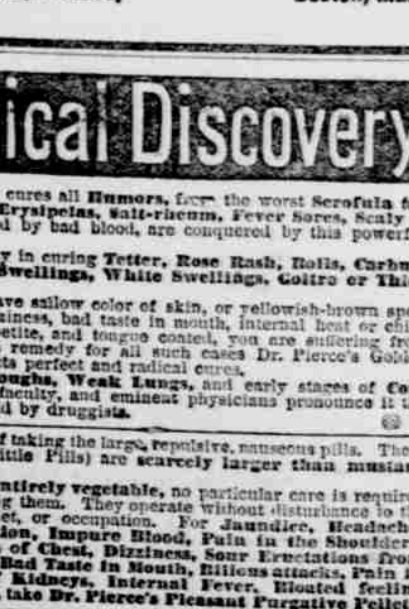 ical Discovery
cures all Humors, from the worst Scrofula
Erysipelas, Salt-rheum, Fever Sores, Scaly
by bad blood, are conquered by this powerf
in curing Tetter, Rose Rash, Boils, Carbu
Swellings, White Swellings, Goitre or Thi
ve sallow color of skin, or yellowish-brown sp
ziness, bad taste in mouth, internal heat or chi
etite, and tongue coated, you are suffering fro
remedy for all such cases Dr. Pierce's Gold
ts perfect and radical cures.
oughs, Weak Lungs, and early stages of Co
faculty, and eminent physicians pronounce it t
d by druggists.
f taking the large, repulsive, nauseous pills. The
ittle Pills) are scarcely larger than mustar
ntirely vegetable, no particular care is requir
g them. They operate without disturbance to t
et, or occupation. For Jaundice, Headach
ion, Impure Blood, Pain in the Shoulder
of Chest, Dizziness, Sour Eructations fro
Bad Taste in Mouth, Bilious attacks, Pain
Kidneys, Internal Fever, Bloated feelin
take Dr. Pierce's Pleasant Purgative Pelle